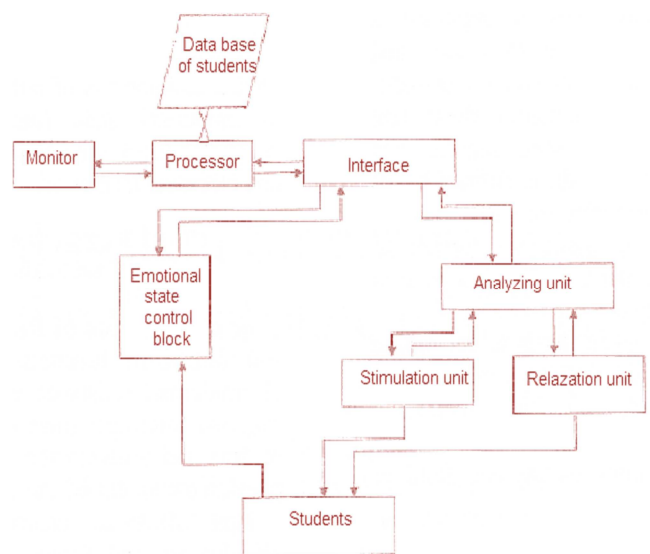 Data base
of students
Monitor
Processor
Interface
Emotional
state
control
block
Analyzing unit
Stimulation unit
Relazation unit
Students